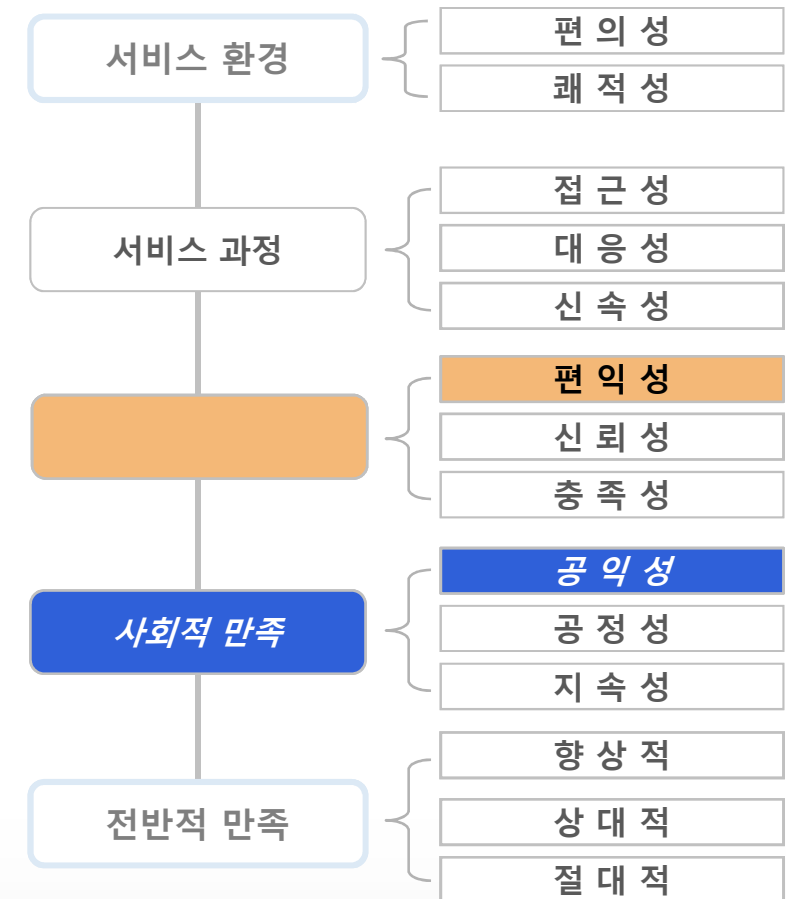 서비스 환경
편 의 성
쾌 적 성
서비스 과정
접 근 성
대 응 성
신 속 성
편 익 성
신 뢰 성
충 족 성
사회적 만족
공 익 성
공 정 성
지 속 성
전반적 만족
향 상 적
상 대 적
절 대 적